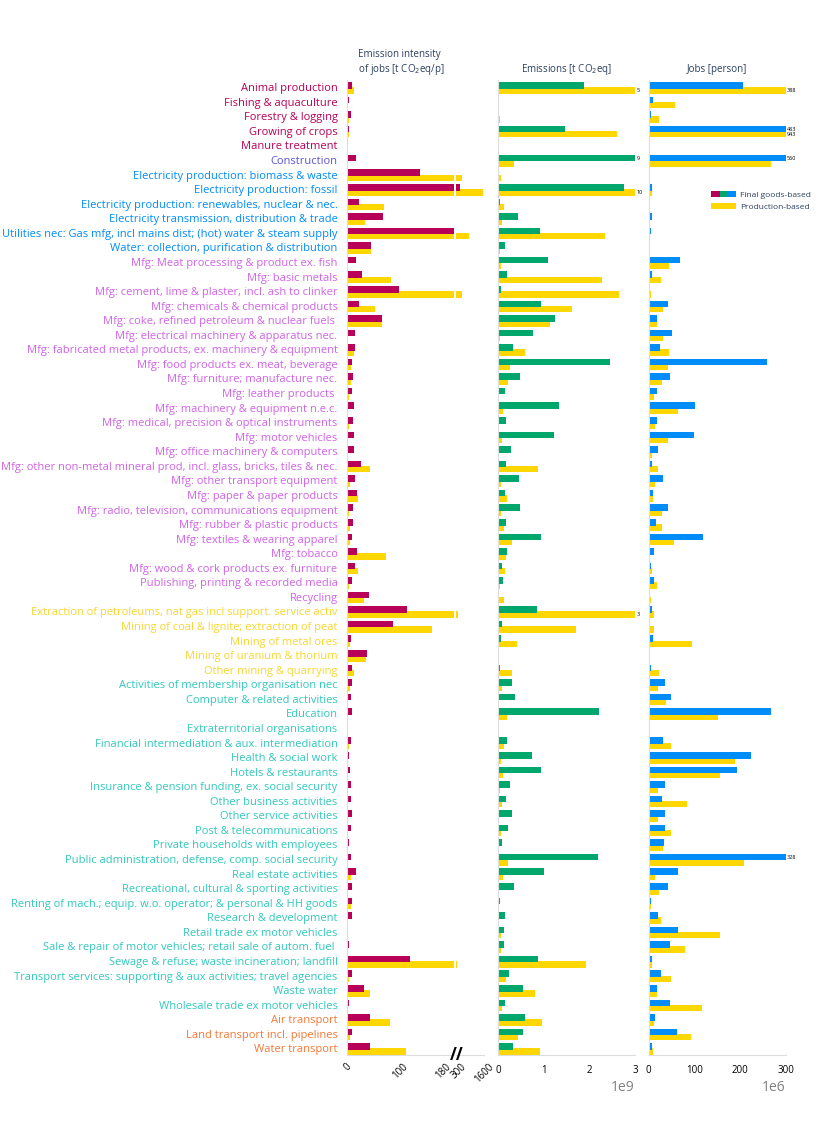 Emission intensity
of jobs [t CO₂eq/p]
Emissions [t CO₂eq]
Jobs [person]
Animal production
5
388
Fishing & aquaculture
Forestry & logging
Growing of crops
463
943
Manure treatment
Construction
9
550
Electricity production: biomass & waste
Electricity production: fossil
10
Final goods-based
Electricity production: renewables, nuclear & nec.
Production-based
Electricity transmission, distribution & trade
Utilities nec: Gas mfg, incl mains dist; (hot) water & steam supply
Water: collection, purification & distribution
Mfg: Meat processing & product ex. fish
Mfg: basic metals
Mfg: cement, lime & plaster, incl. ash to clinker
Mfg: chemicals & chemical products
Mfg: coke, refined petroleum & nuclear fuels
Mfg: electrical machinery & apparatus nec.
Mfg: fabricated metal products, ex. machinery & equipment
Mfg: food products ex. meat, beverage
Mfg: furniture; manufacture nec.
Mfg: leather products
Mfg: machinery & equipment n.e.c.
Mfg: medical, precision & optical instruments
Mfg: motor vehicles
Mfg: office machinery & computers
Mfg: other non-metal mineral prod, incl. glass, bricks, tiles & nec.
Mfg: other transport equipment
Mfg: paper & paper products
Mfg: radio, television, communications equipment
Mfg: rubber & plastic products
Mfg: textiles & wearing apparel
Mfg: tobacco
Mfg: wood & cork products ex. furniture
Publishing, printing & recorded media
Recycling
Extraction of petroleums, nat gas incl support. service activ
3
Mining of coal & lignite; extraction of peat
Mining of metal ores
Mining of uranium & thorium
Other mining & quarrying
Activities of membership organisation nec
Computer & related activities
Education
Extraterritorial organisations
Financial intermediation & aux. intermediation
Health & social work
Hotels & restaurants
Insurance & pension funding, ex. social security
Other business activities
Other service activities
Post & telecommunications
Private households with employees
Public administration, defense, comp. social security
328
Real estate activities
Recreational, cultural & sporting activities
Renting of mach.; equip. w.o. operator; & personal & HH goods
Research & development
Retail trade ex motor vehicles
Sale & repair of motor vehicles; retail sale of autom. fuel
Sewage & refuse; waste incineration; landfill
Transport services: supporting & aux activities; travel agencies
Waste water
Wholesale trade ex motor vehicles
Air transport
Land transport incl. pipelines
Water transport
0 100 180 300 1600
0 1 2 3
0 100 200 300
1e9
1e6